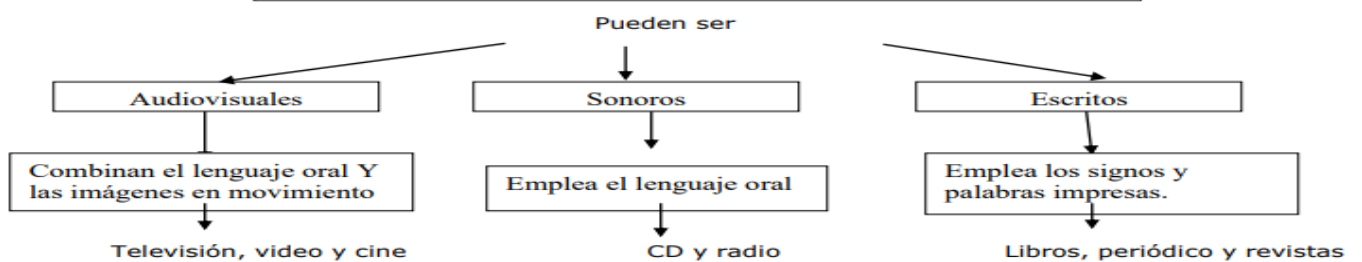 Pueden ser
Audiovisuales
Sonoros
Escritos
Combinan el lenguaje oral Y
las imágenes en movimiento
Emplea el lenguaje oral
Emplea los signos y
palabras impresas.
Televisión, video y cine
CD y radio
Libros, periódico y revistas